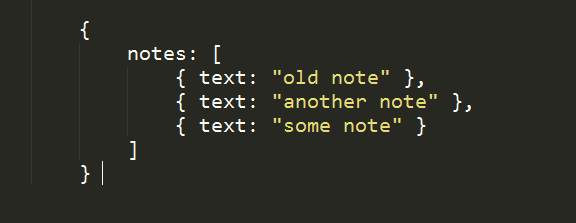 {
    notes: [
        { text: "old note" },
        { text: "another note" },
        { text: "some note" }
    ]
}